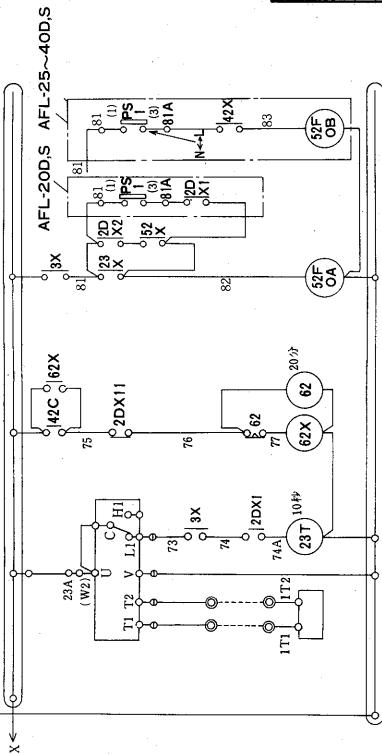 AFL-25~40D,S
AFL-20D,S
X
3X
81
23
X
2D
X2
52
X
81
(1)
PS
1
(3)
81A
2D
X1
82
52F
OA
81
81
(1)
PS
1
(3)
81A
N↔L
42X
83
52F
OB
42C
62X
75
2DX11
76
62
77
62X
62
20分
23A
(W2)
U
C
H1
L1
T1
T2
V
73
3X
74
2DX1
74A
23T
10秒
1T1
1T2